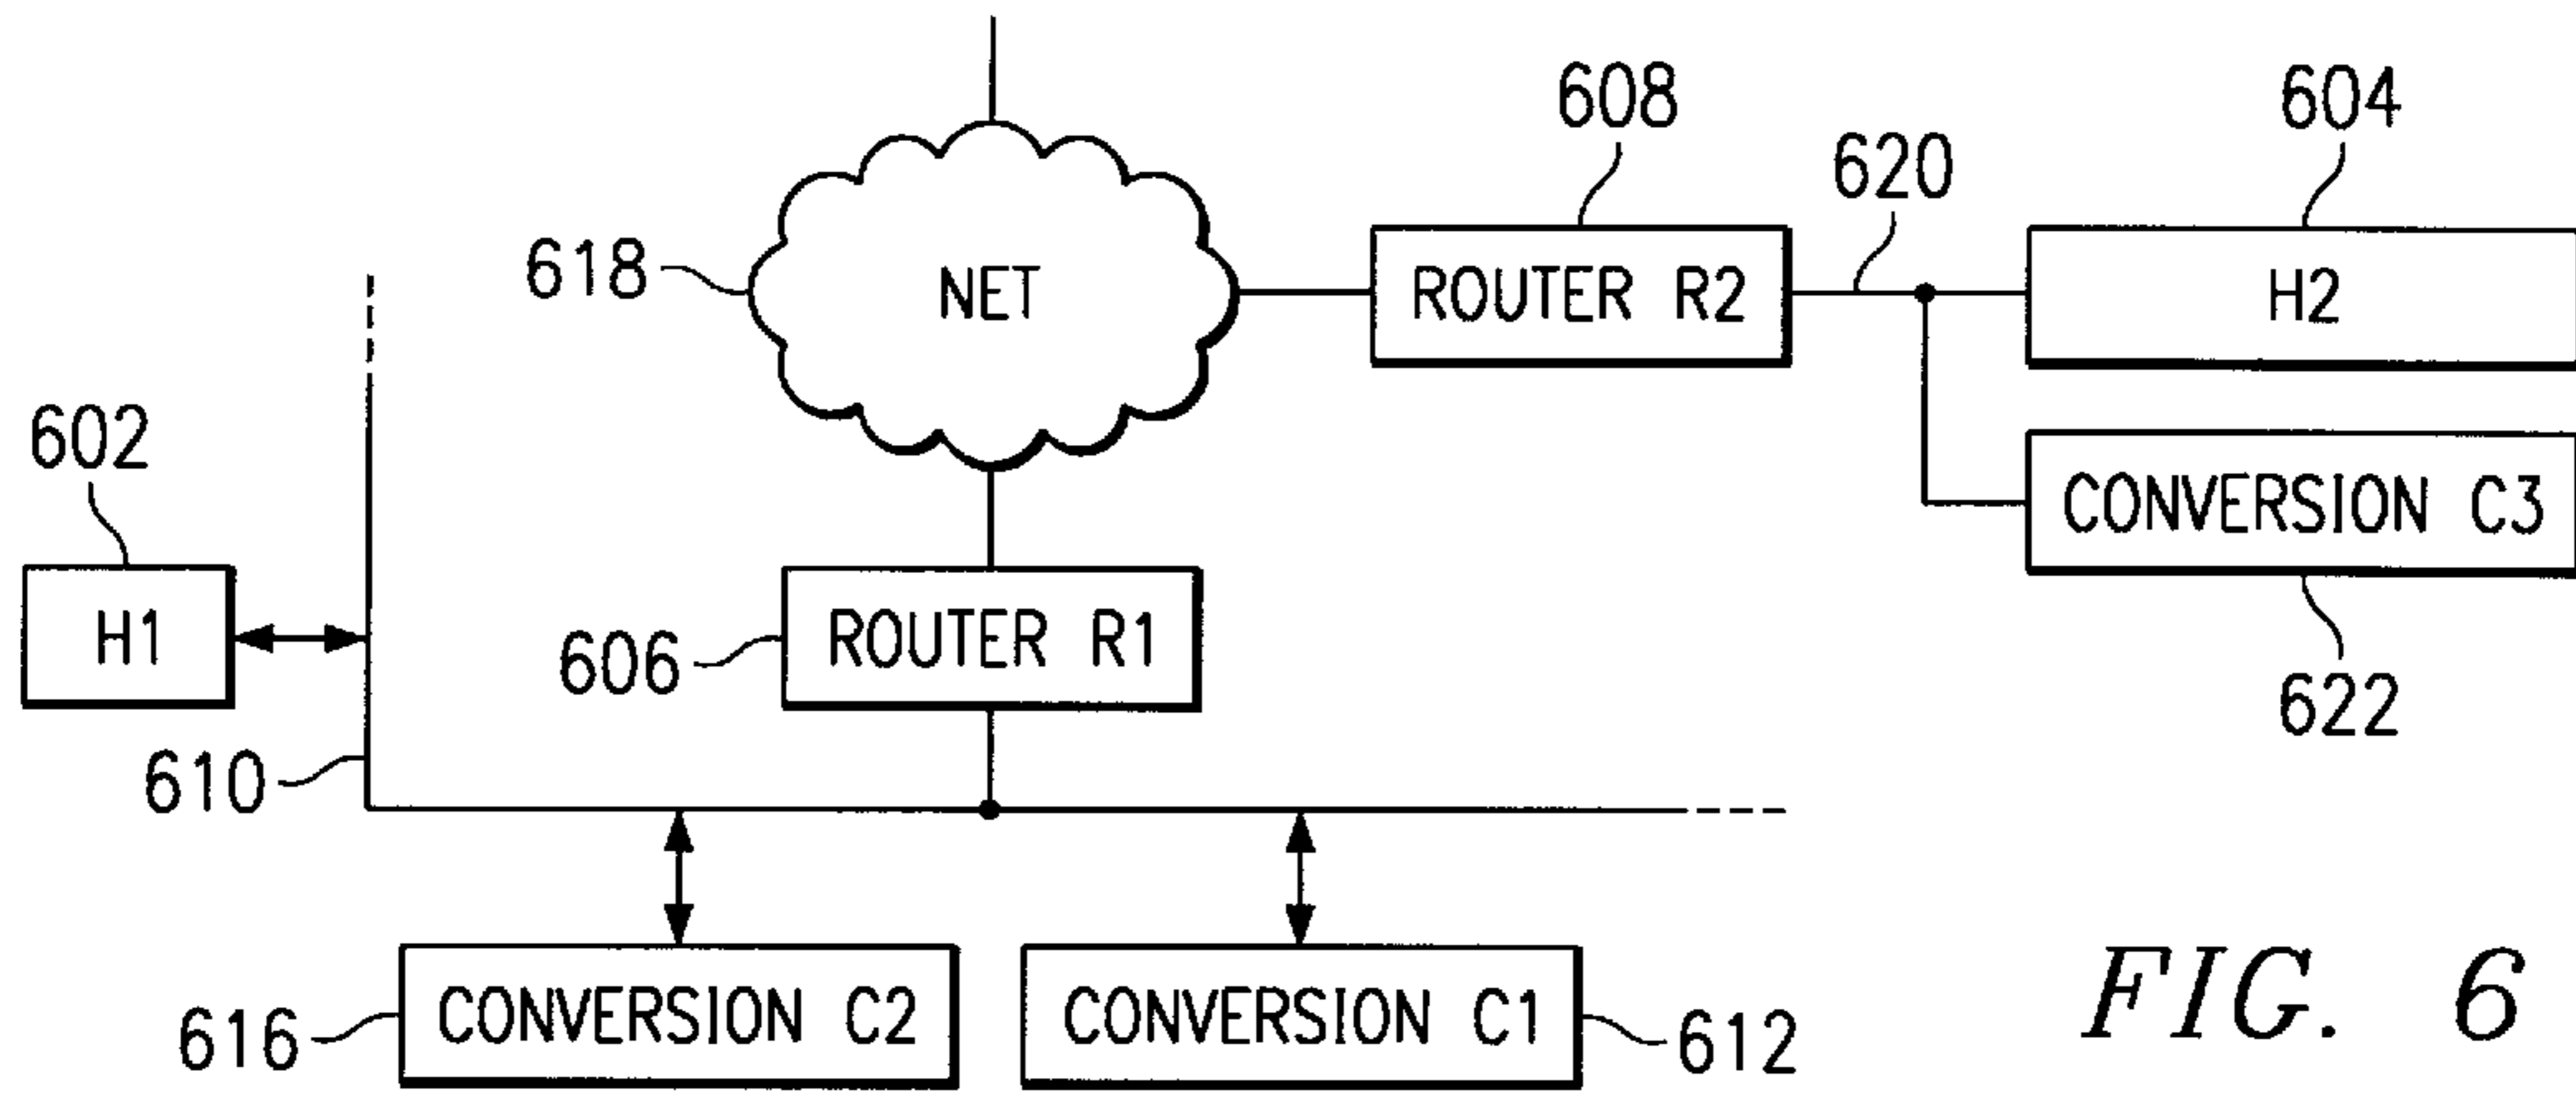 608
604
620
618
NET
ROUTER R2
H2
602
CONVERSION C3
H1
606
ROUTER R1
622
610
616
CONVERSION C2
CONVERSION C1
612
FIG. 6